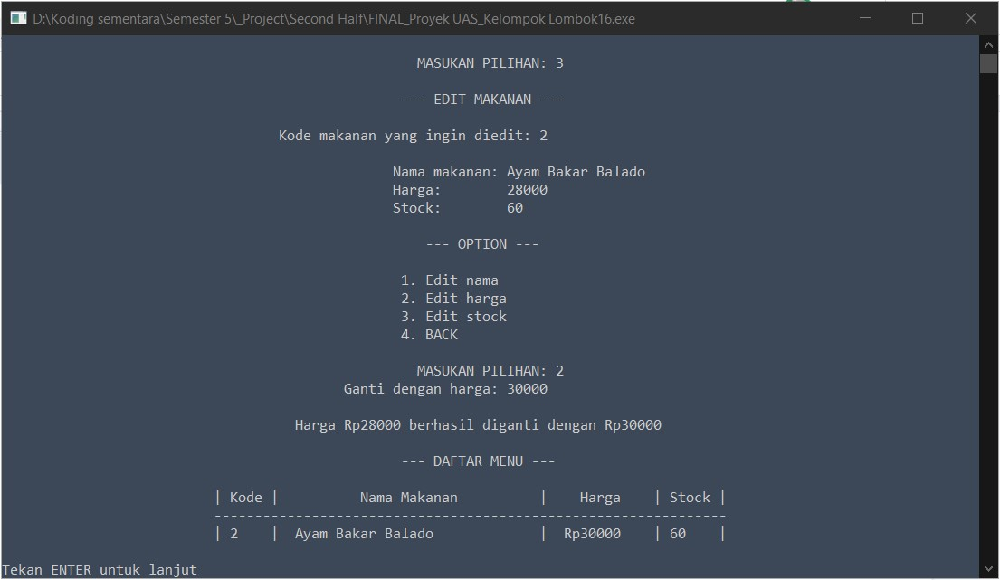 D:\Koding sementara\Semester 5\_Project\Second Half\FINAL_Proyek UAS_Kelompok Lombok16.exe
MASUKAN PILIHAN: 3
--- EDIT MAKANAN ---
Kode makanan yang ingin diedit: 2
Nama makanan: Ayam Bakar Balado
Harga: 28000
Stock: 60
--- OPTION ---
1. Edit nama
2. Edit harga
3. Edit stock
4. BACK
MASUKAN PILIHAN: 2
Ganti dengan harga: 30000
Harga Rp28000 berhasil diganti dengan Rp30000
--- DAFTAR MENU ---
| Kode | Nama Makanan | Harga | Stock |
---------------------------------------------------------------
| 2 | Ayam Bakar Balado | Rp30000 | 60 |
Tekan ENTER untuk lanjut